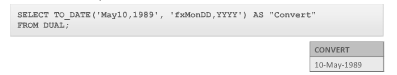 SELECT TO_DATE('May10,1989', 'fxMonDD,YYYY') AS "Convert"
FROM DUAL;
CONVERT
10-May-1989